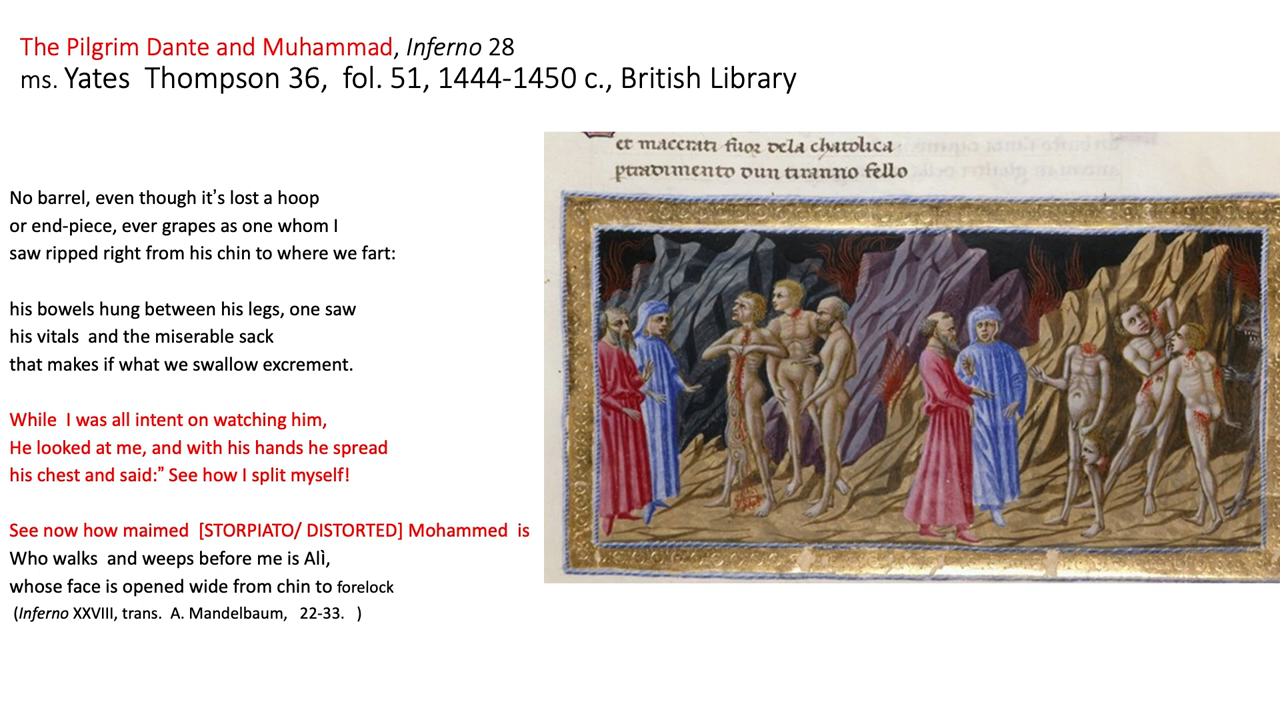 The Pilgrim Dante and Muhammad, Inferno 28
ms. Yates Thompson 36, fol. 51, 1444-1450 c., British Library
et maccrati fuor dela chatolica
ptradimento dun tiranno fello
No barrel, even though it’s lost a hoop
or end-piece, ever grapes as one whom I
saw ripped right from his chin to where we fart:
his bowels hung between his legs, one saw
his vitals and the miserable sack
that makes if what we swallow excrement.
While I was all intent on watching him,
He looked at me, and with his hands he spread
his chest and said:” See how I split myself!
See now how maimed [STORPIATO/ DISTORTED] Mohammed is
Who walks and weeps before me is Alì,
whose face is opened wide from chin to forelock
(Inferno XXVIII, trans. A. Mandelbaum, 22-33. )